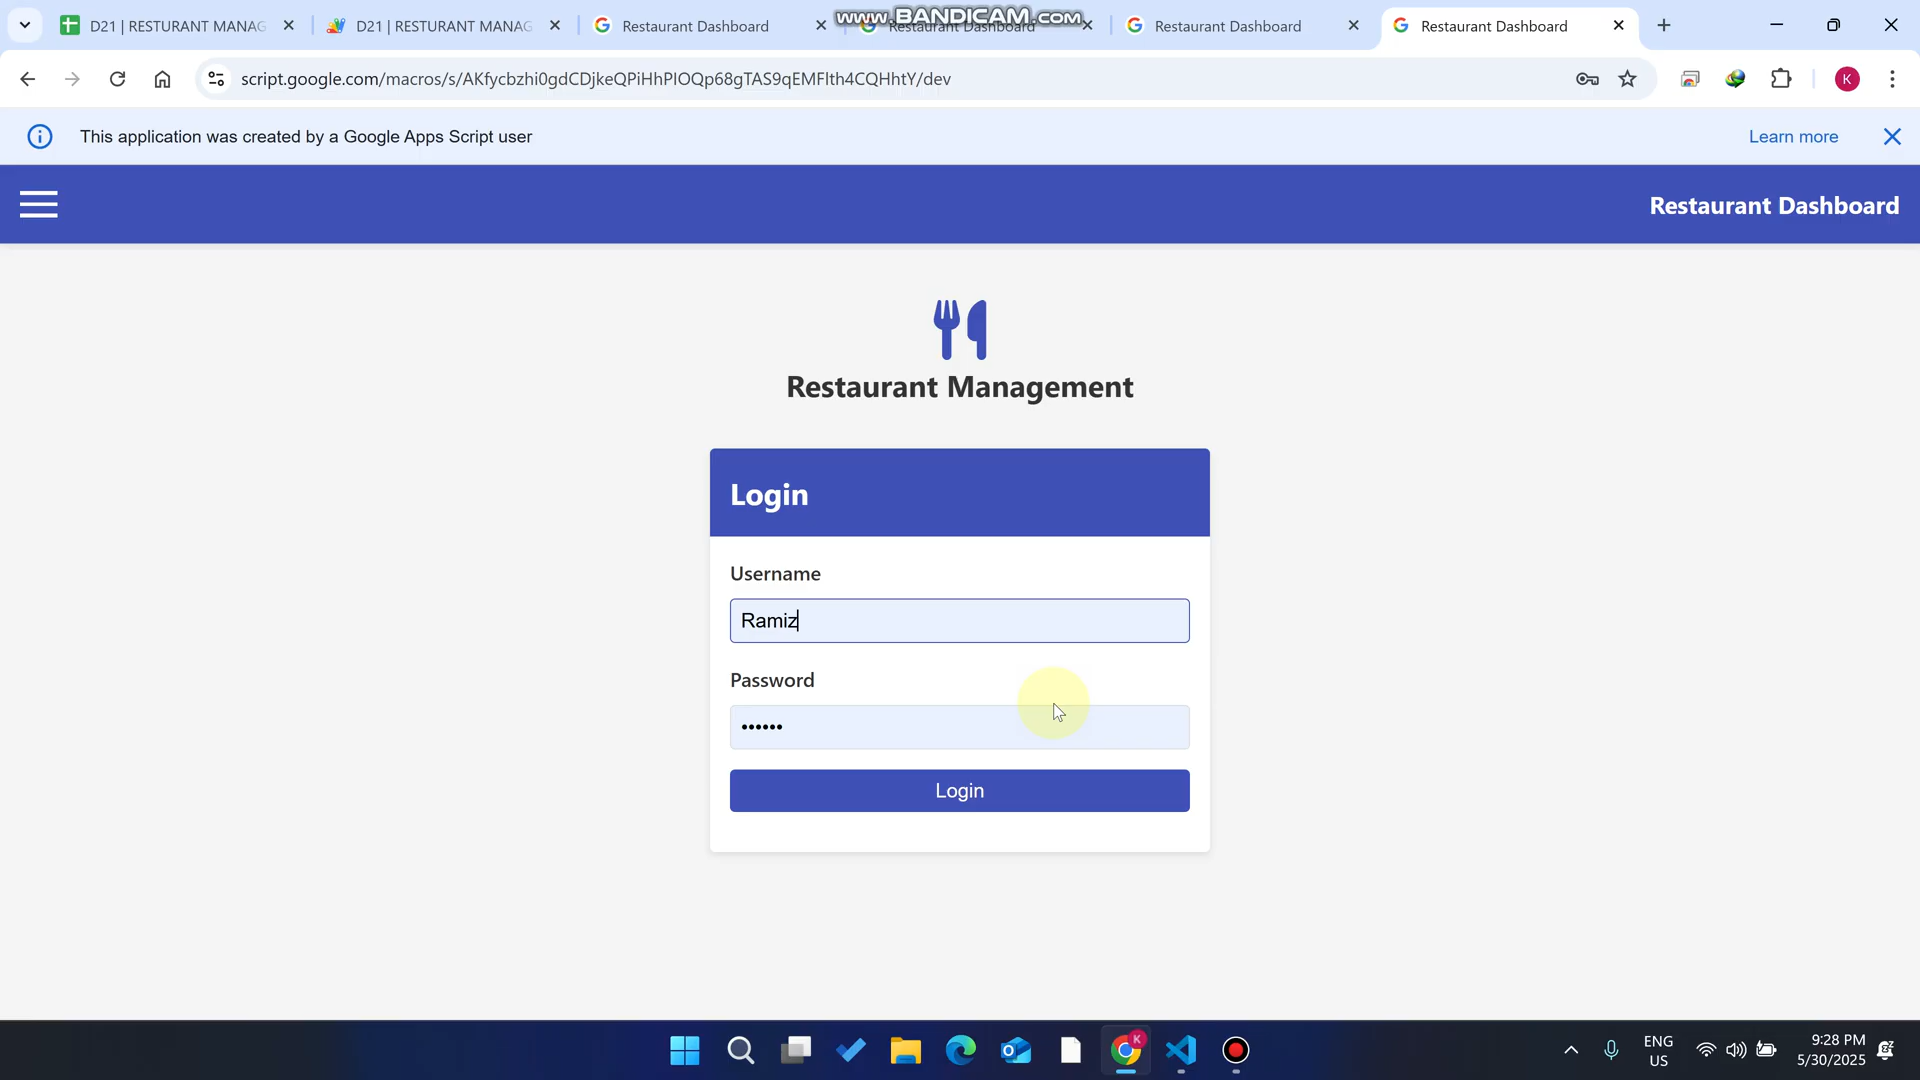 D21 | RESTURANT MANAG
D21 | RESTURANT MANAG
Restaurant Dashboard
Restaurant Dashboard
Restaurant Dashboard
Restaurant Dashboard
www.BANDICAM.com
script.google.com/macros/s/AKfycbzhi0gdCDjkeQPiHhPIOQp68gTAS9qEMFlth4CQHhtY/dev
K
This application was created by a Google Apps Script user
Learn more
Restaurant Dashboard
Restaurant Management
Login
Username
Ramiz
Password
••••••
Login
K
ENG
US
9:28 PM
5/30/2025